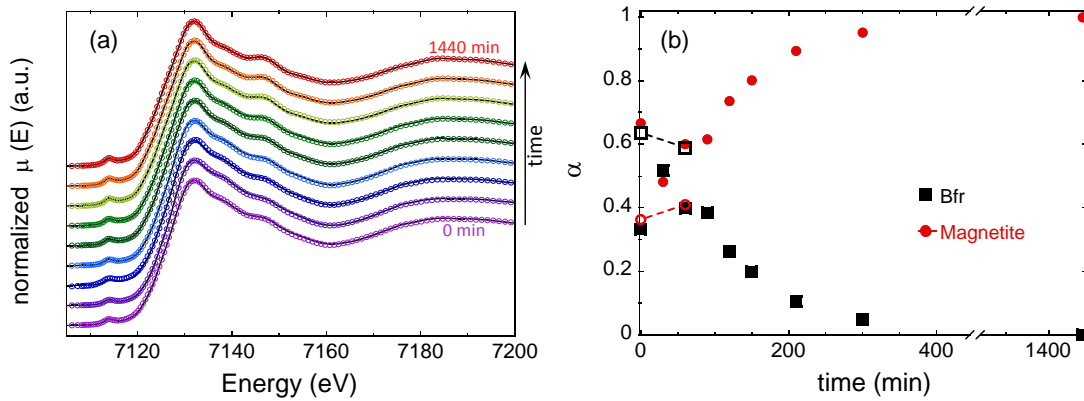 (a)
1440 min
0 min
time
normalized μ (E) (a.u.)
7120
7140
7160
7180
7200
Energy (eV)
(b)
1
0.8
0.6
0.4
0.2
0
α
Bfr
Magnetite
0
200
400
1400
time (min)